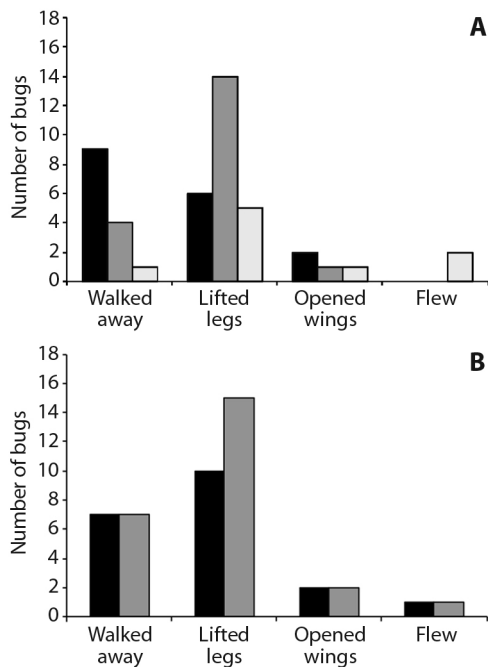 A
Number of bugs
18
16
14
12
10
8
6
4
2
0
Walked
away
Lifted
legs
Opened
wings
Flew
B
Number of bugs
18
16
14
12
10
8
6
4
2
0
Walked
away
Lifted
legs
Opened
wings
Flew